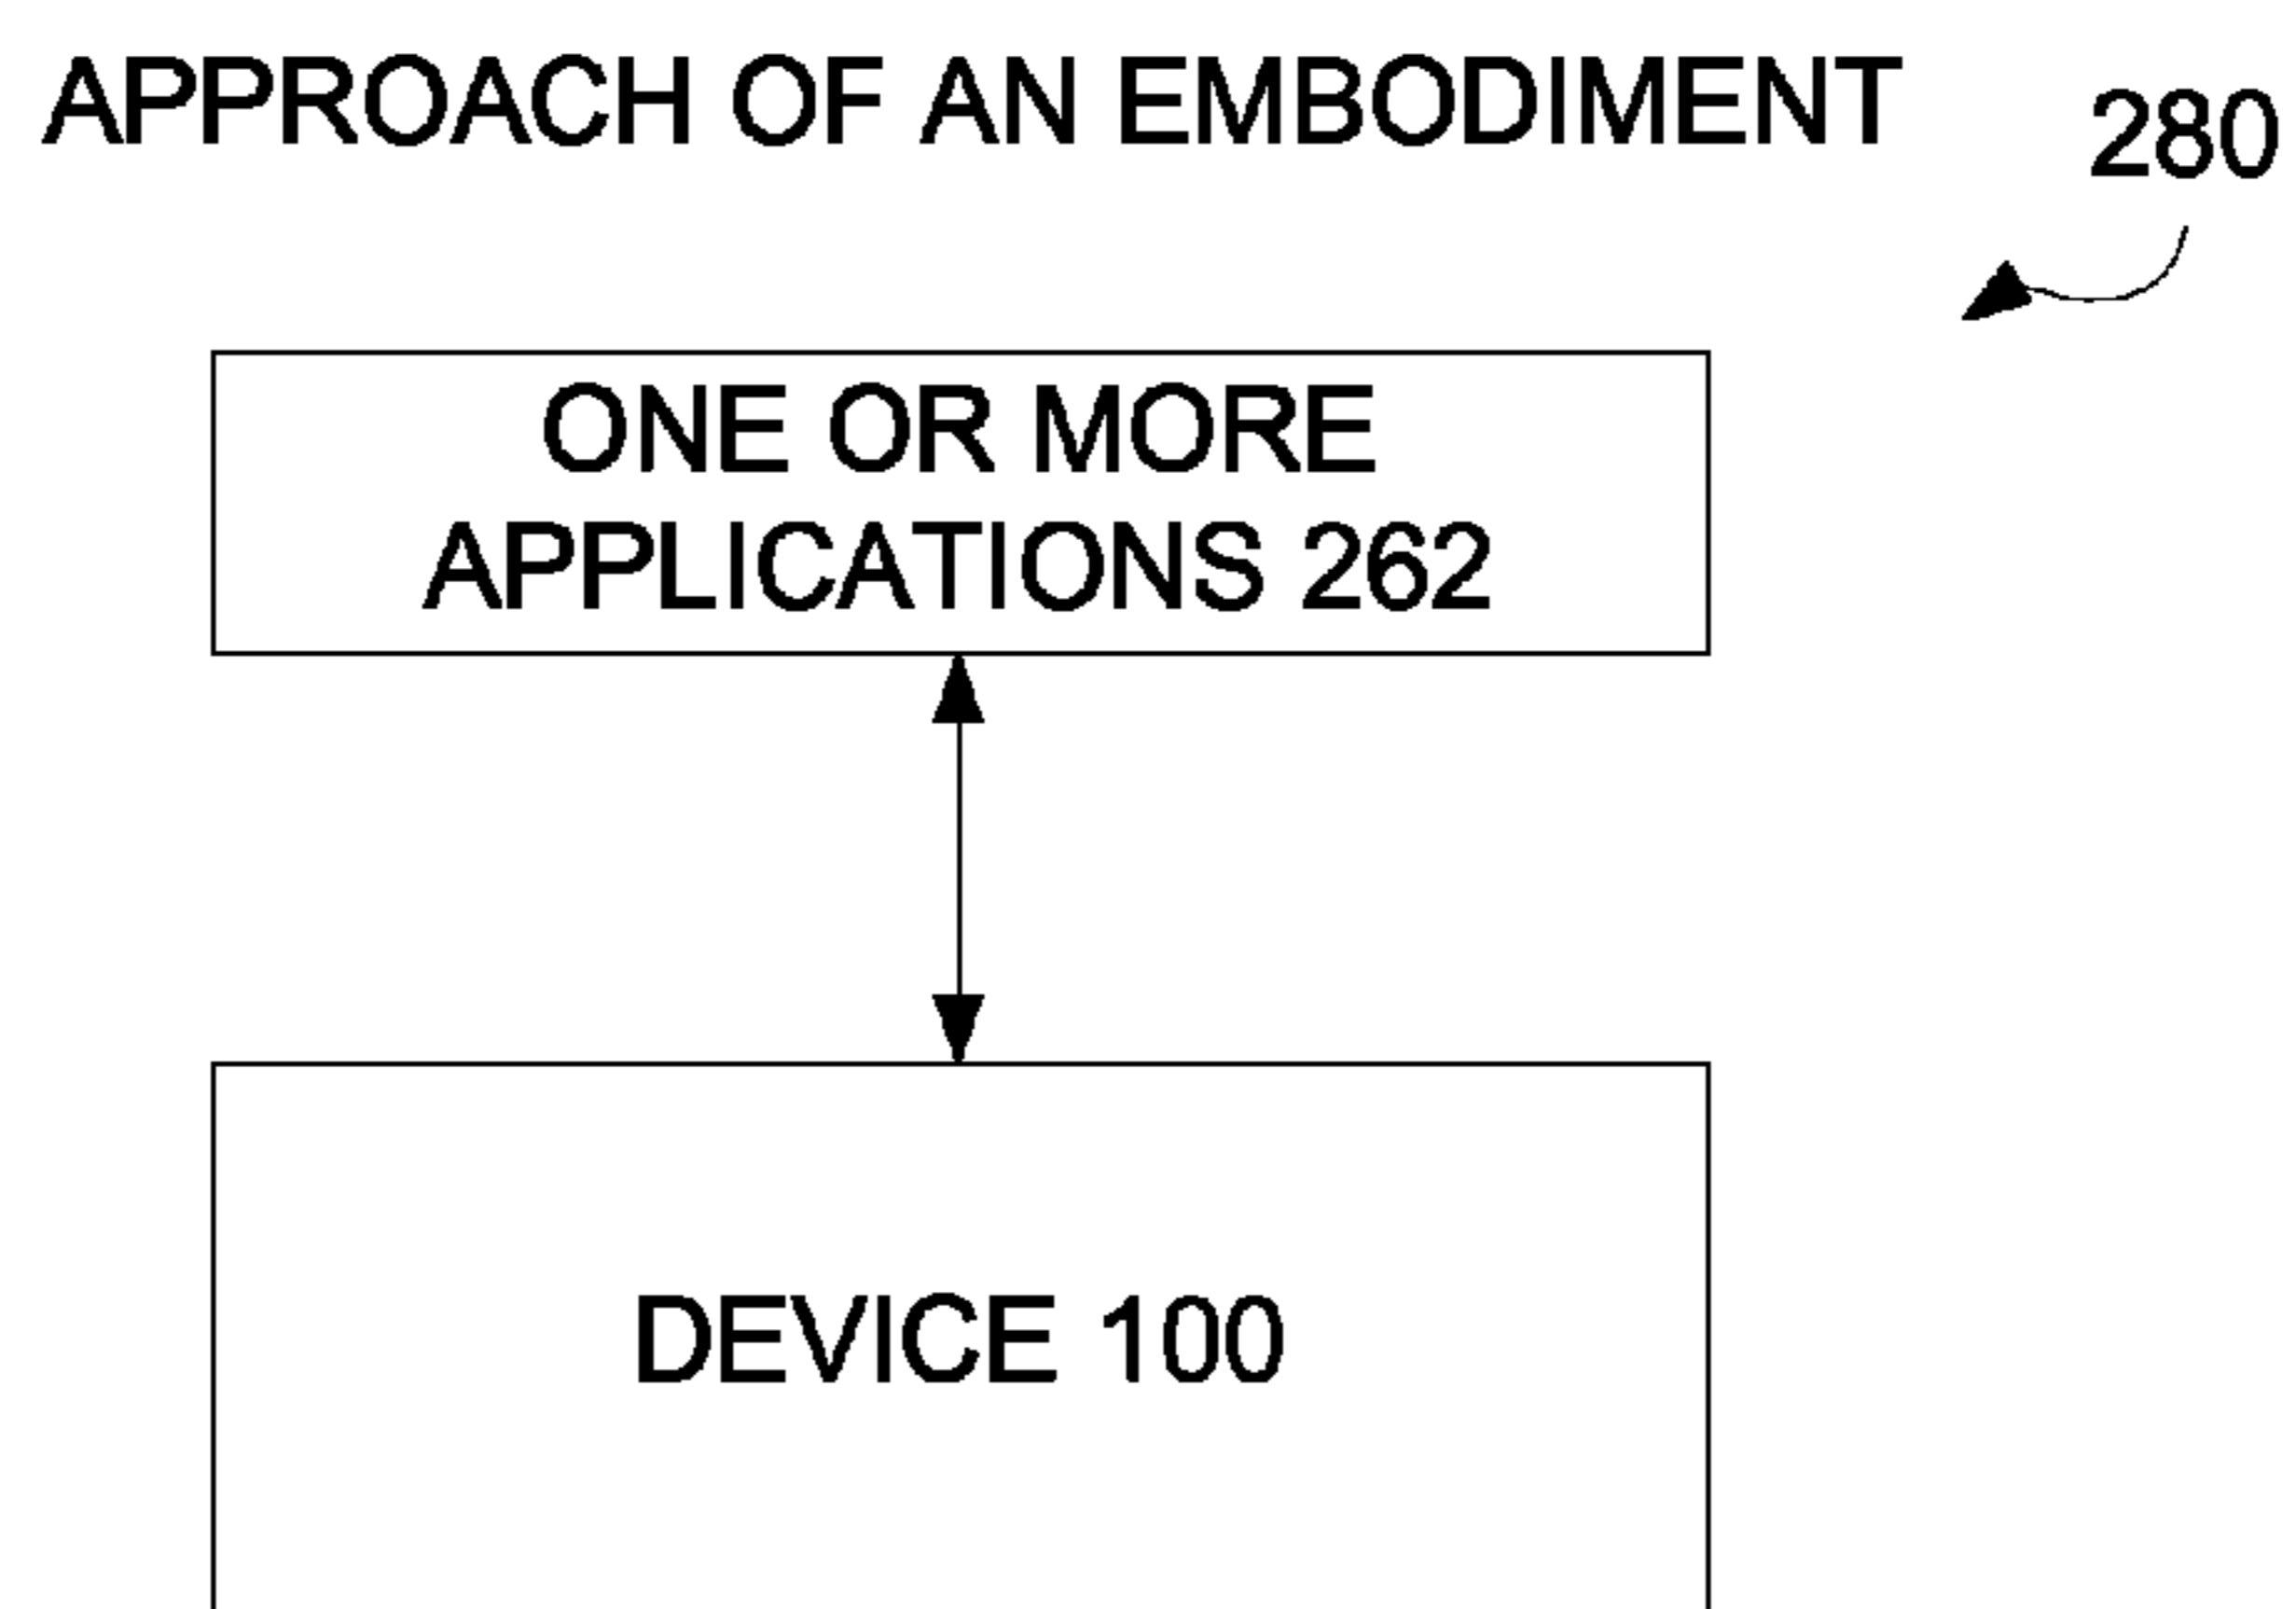 APPROACH OF AN EMBODIMENT
280
ONE OR MORE
APPLICATIONS 262
DEVICE 100